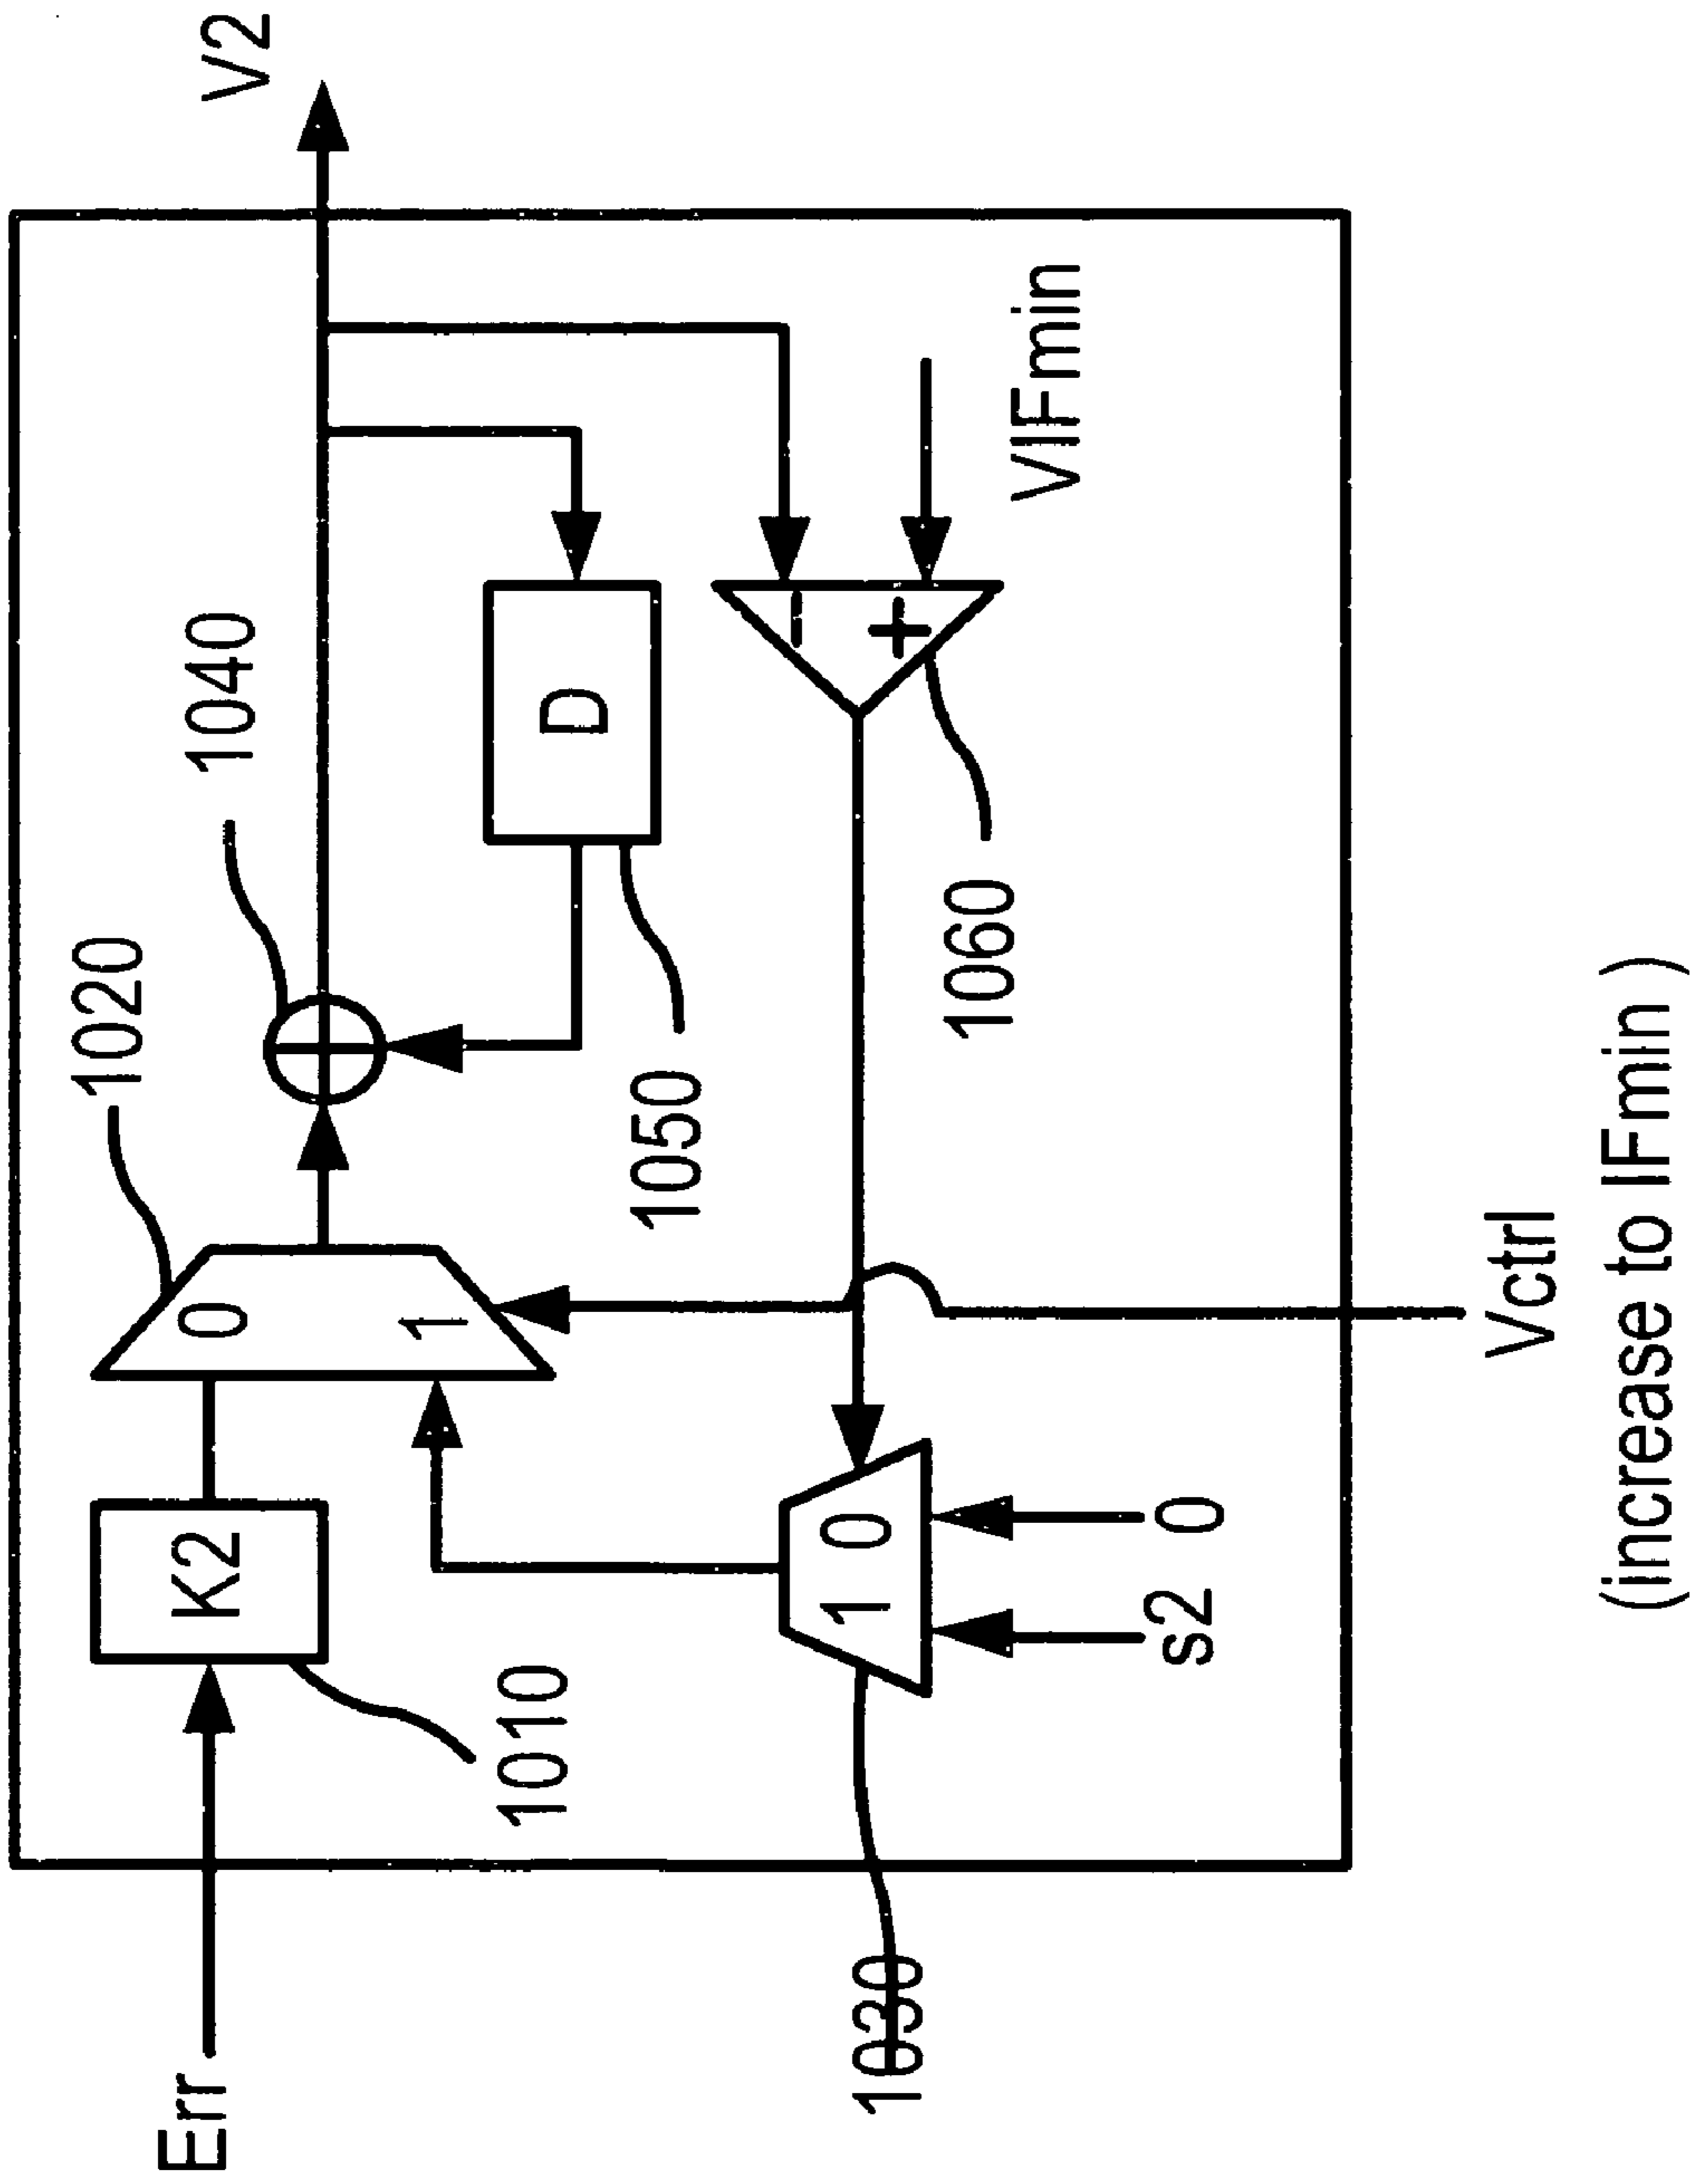 Err
K2
1010
0
1
1020
1040
V2
D
1050
-
+
1060
VIFmin
1030
1 0
s2
0
Vctrl
(increase to IFmin )